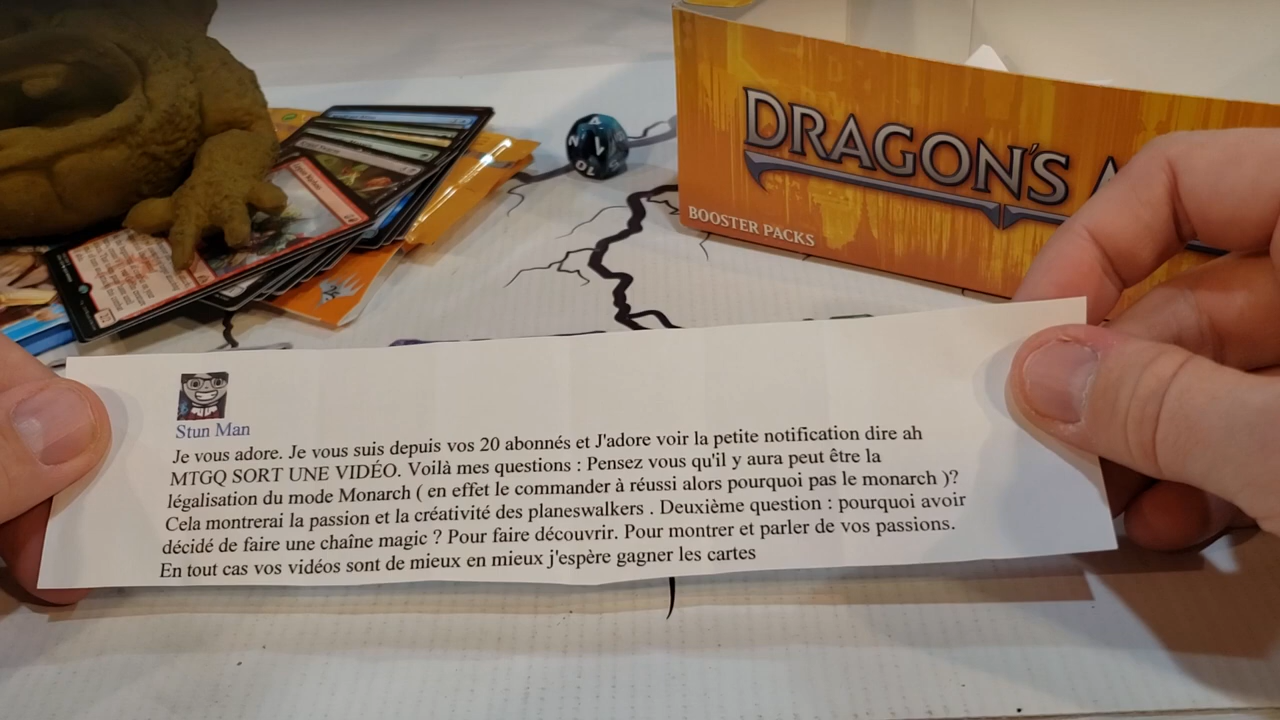 DRAGON'S
BOOSTER PACKS
Stun Man
Je vous adore. Je vous suis depuis vos 20 abonnés et J'adore voir la petite notification dire ah
MTGQ SORT UNE VIDÉO. Voilà mes questions : Pensez vous qu'il y aura peut être la
légalisation du mode Monarch ( en effet le commander à réussi alors pourquoi pas le monarch )?
Cela montrerai la passion et la créativité des planeswalkers . Deuxième question : pourquoi avoir
décidé de faire une chaîne magic ? Pour faire découvrir. Pour montrer et parler de vos passions.
En tout cas vos vidéos sont de mieux en mieux j'espère gagner les cartes